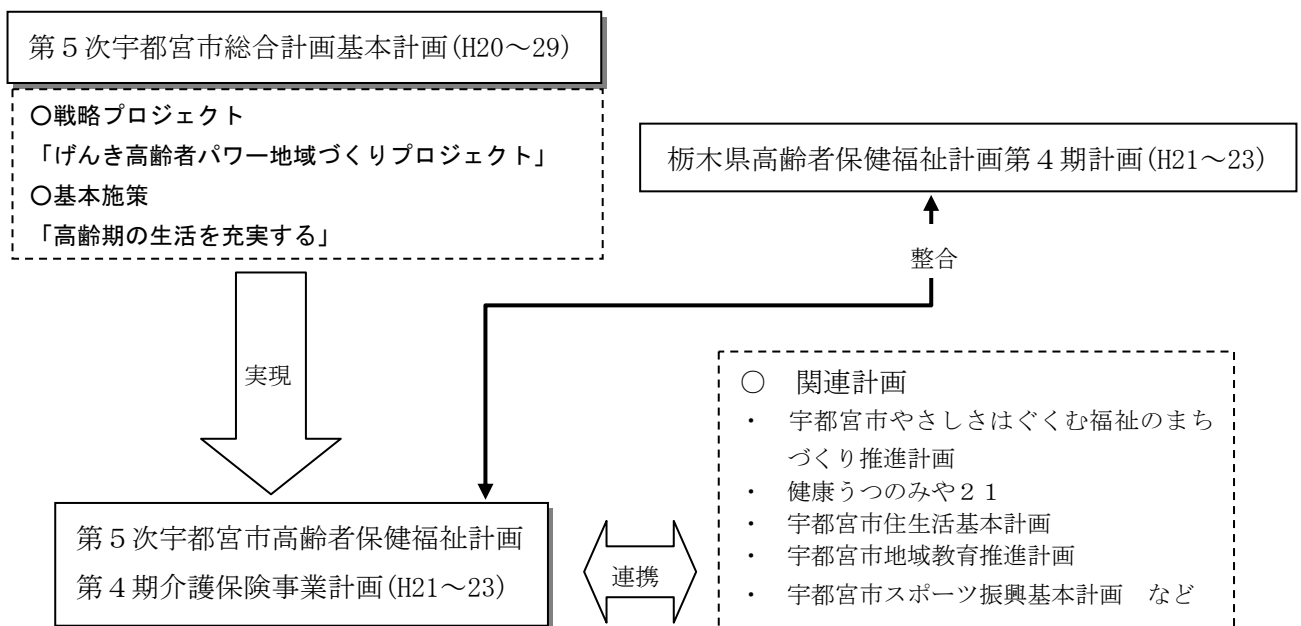 第５次宇都宮市総合計画基本計画(H20～29)
〇戦略プロジェクト
「げんき高齢者パワー地域づくりプロジェクト」
〇基本施策
「高齢期の生活を充実する」
栃木県高齢者保健福祉計画第４期計画(H21～23)
整合
実現
第５次宇都宮市高齢者保健福祉計画
第４期介護保険事業計画(H21～23)
連携
○　関連計画
・　宇都宮市やさしさはぐくむ福祉のまち
づくり推進計画
・　健康うつのみや２１
・　宇都宮市住生活基本計画
・　宇都宮市地域教育推進計画
・　宇都宮市スポーツ振興基本計画　など